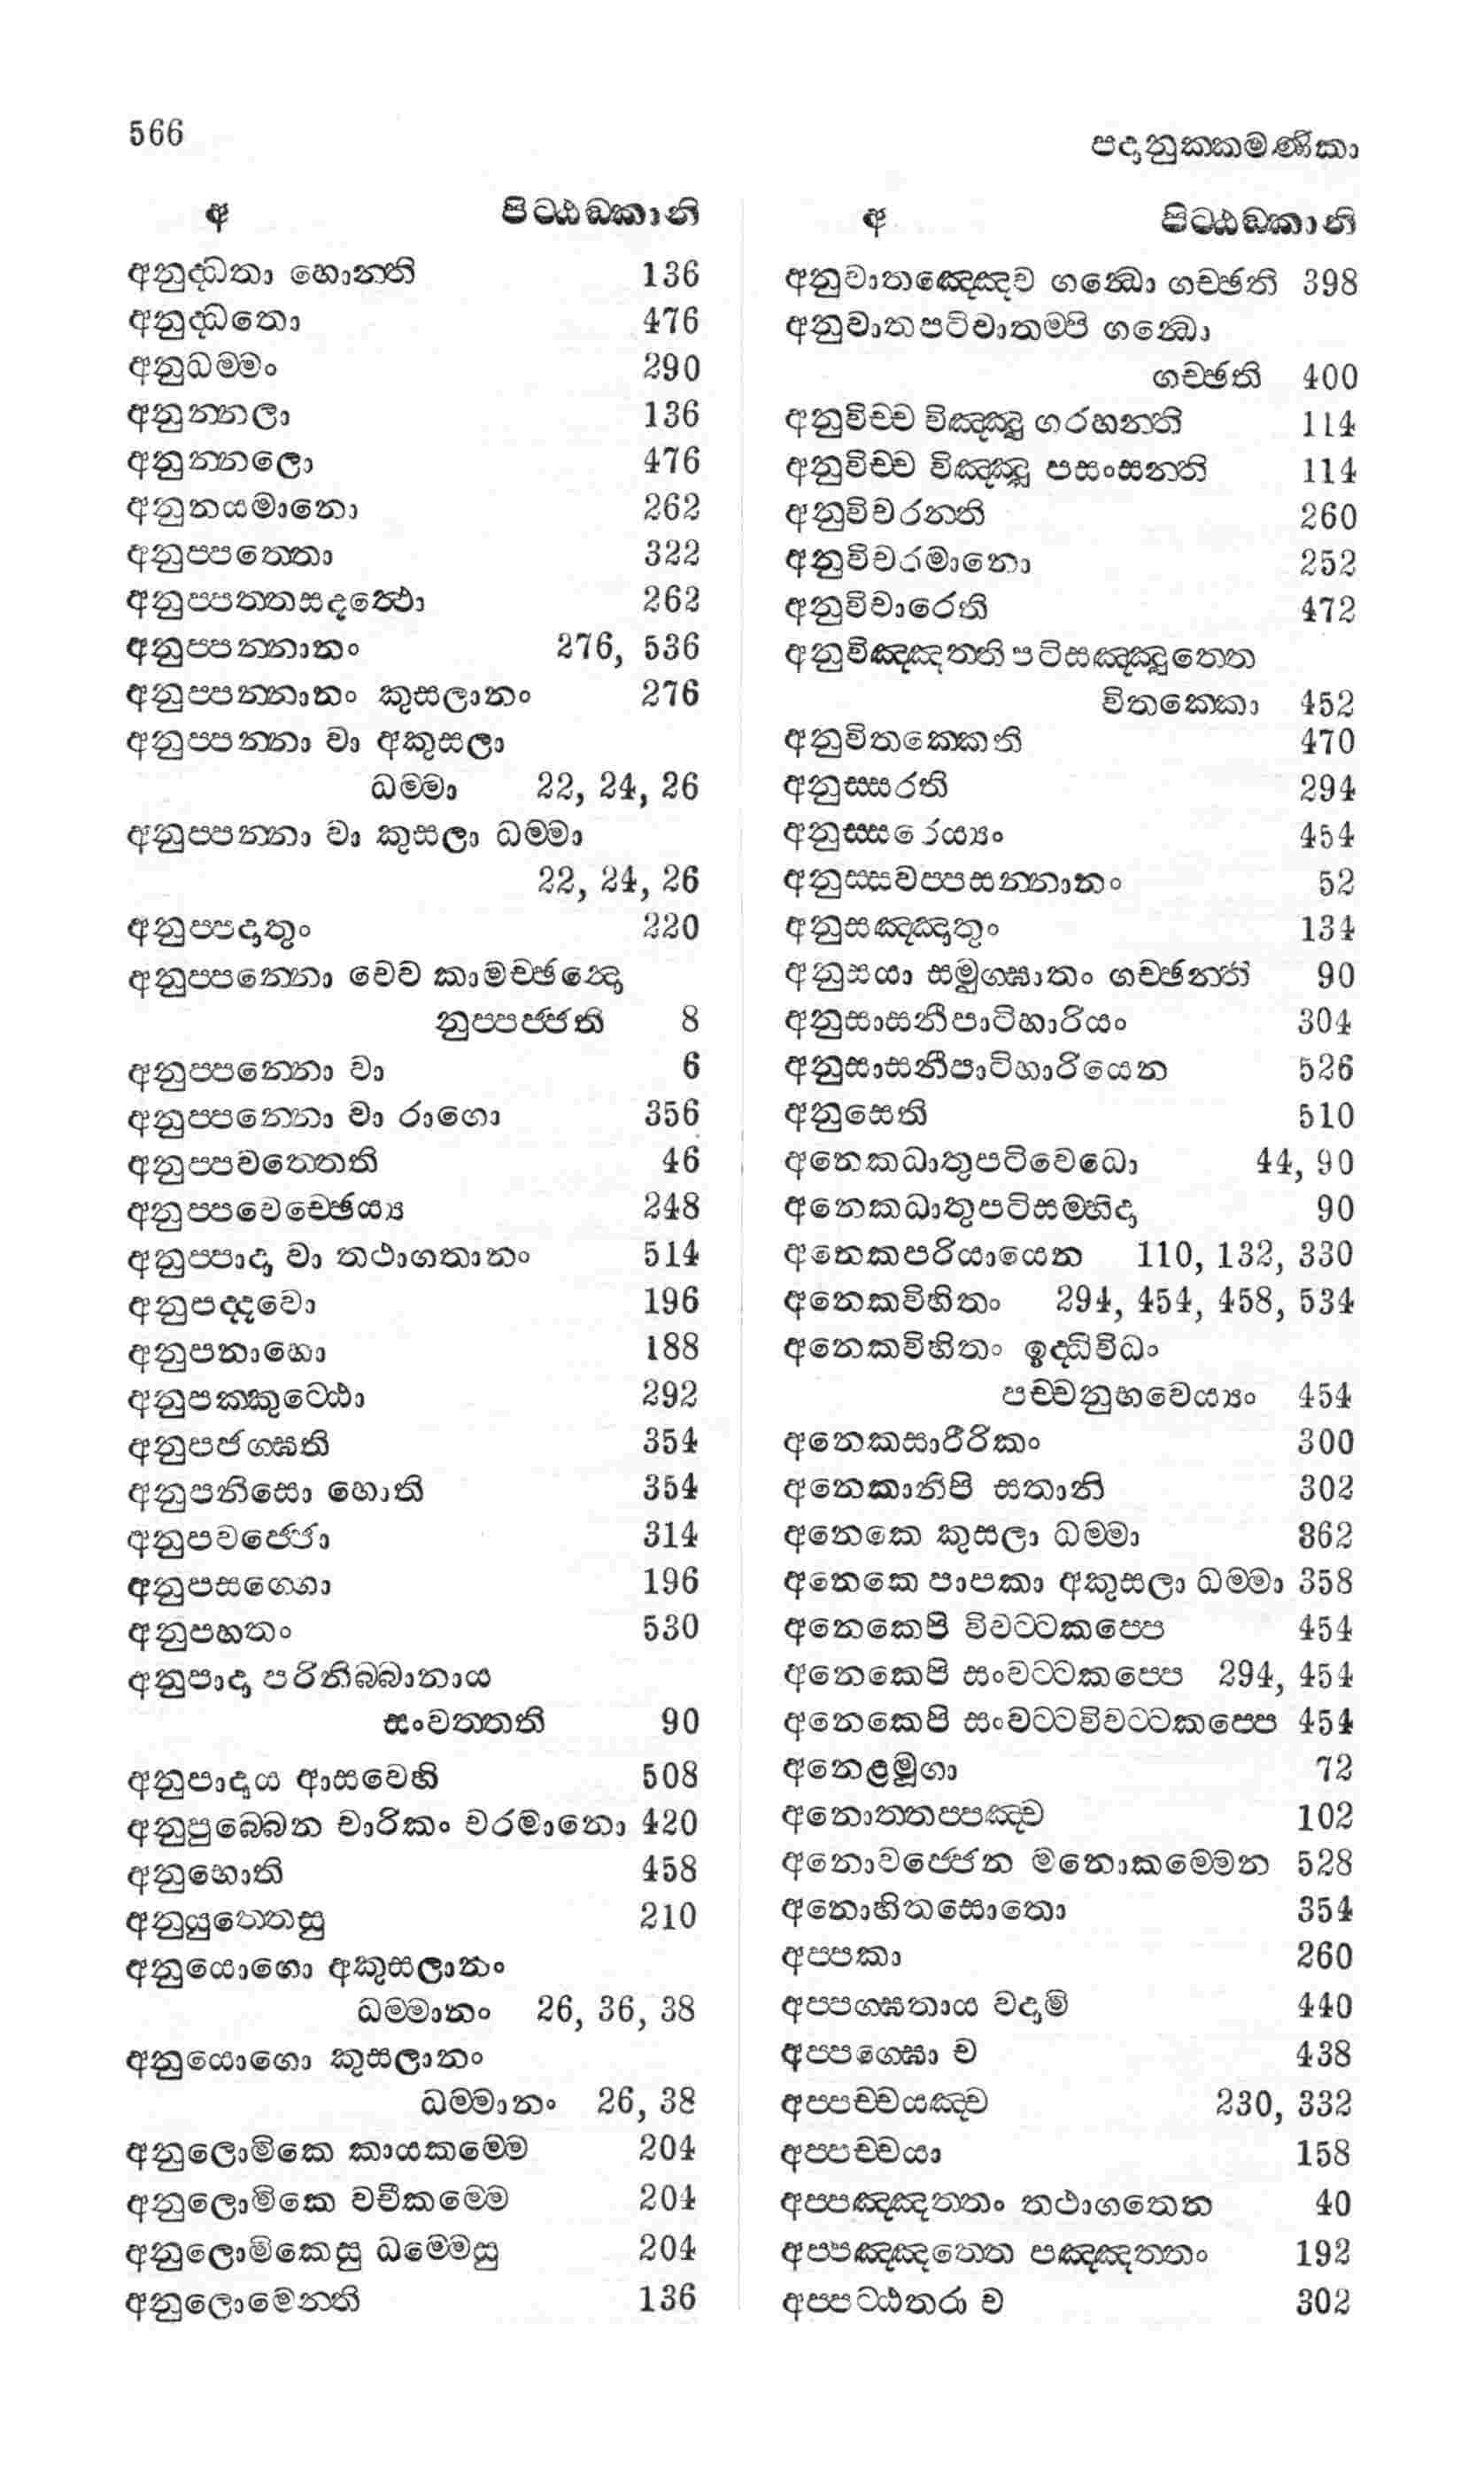 566
පදානුක්කමණිකා
අ පිට්ඨඞ්කානි
අනුද්ධතා හොන්ති 136
අනුද්ධතො 476
අනුධම්මං 290
අනුන්නලා 136
අනුන්නලො 476
අනුනයමානො 262
අනුප්පත්තො 322
අනුප්පත්තසදත්ථො 262
අනුප්පන්නානං 276, 536
අනුප්පන්නානං කුසලානං 276
අනුප්පන්නා වා අකුසලා
ධම්මා 22, 24, 26
අනුප්පන්නා වා කුසලා ධම්මා
22, 24, 26
අනුප්පදාතුං 220
අනුප්පන්නො චෙව කාමච්ඡන්දො
නුප්පජ්ජති 8
අනුප්පන්නො වා 6
අනුප්පන්නො වා රාගො 356
අනුප්පවත්තෙති 46
අනුප්පවෙච්ඡෙය්‍ය 248
අනුප්පාදා වා තථාගතානං 514
අනුපද්දවො 196
අනුපනාහො 188
අනුපක්කුට්ඨො 292
අනුපජග්ඝති 354
අනුපනිසො හොති 354
අනුපවජ්ජො 314
අනුපසග්ගො 196
අනුපහතං 530
අනුපාදා පරිනිබ්බානාය
සංවත්තති 90
අනුපාදාය ආසවෙහි 508
අනුපුබ්බෙන චාරිකං චරමානො 420
අනුභොති 458
අනුයුත්තෙසු 210
අනුයොගො අකුසලානං
ධම්මානං 26, 36, 38
අනුයොගො කුසලානං
ධම්මානං 26, 38
අනුලොමිකෙ කායකම්මෙ 204
අනුලොමිකෙ වචීකම්මෙ 204
අනුලොමිකෙසු ධම්මෙසු 204
අනුලොමෙන්ති 136
අ පිට්ඨඞ්කානි
අනුවාතඤ්ඤෙව ගන්ධො ගච්ඡති 398
අනුවාතපටිවාතම්පි ගන්ධො
ගච්ඡති 400
අනුවිච්ච විඤ්ඤූ ගරහන්ති 114
අනුවිච්ච විඤ්ඤූ පසංසන්ති 114
අනුවිචරන්ති 260
අනුවිචරමානො 252
අනුවිචාරෙති 472
අනුවිඤ්ඤත්තිපටිසඤ්ඤුත්තෙ
විතක්කො 452
අනුවිතක්කෙති 470
අනුස්සරති 294
අනුස්සරෙය්‍යං 454
අනුස්සවප්පසන්නානං 52
අනුසඤ්ඤාතුං 134
අනුසයා සමුග්ඝාතං ගච්ඡන්ති 90
අනුසාසනීපාටිහාරියං 304
අනුසාසනීපාටිහාරියෙන 526
අනුසෙති 510
අනෙකධාතුපටිවෙධො 44, 90
අනෙකධාතුපටිසම්භිදා 90
අනෙකපරියායෙන 110, 132, 330
අනෙකවිහිතං 294, 454, 458, 534
අනෙකවිහිතං ඉද්ධිවිධං
පච්චනුභවෙය්‍යං 454
අනෙකසාරීරිකං 300
අනෙකානිපි සතානි 302
අනෙකෙ කුසලා ධම්මා 362
අනෙකෙ පාපකා අකුසලා ධම්මා 358
අනෙකෙපි විවට්ටකප්පෙ 454
අනෙකෙපි සංවට්ටකප්පෙ 294, 454
අනෙකෙපි සංවට්ටවිවට්ටකප්පෙ 454
අනෙළමූගා 72
අනොත්තප්පඤ්ච 102
අනොවජ්ජෙන මනොකම්මෙන 528
අනොහිතසොතො 354
අප්පකා 260
අප්පග්ඝතාය වදාමි 440
අප්පග්ඝො ච 438
අප්පච්චයඤ්ච 230, 332
අප්පච්චයා 158
අප්පඤ්ඤත්තං තථාගතෙන 40
අප්පඤ්ඤත්තෙ පඤ්ඤත්තං 192
අප්පට්ඨතරා ච 302